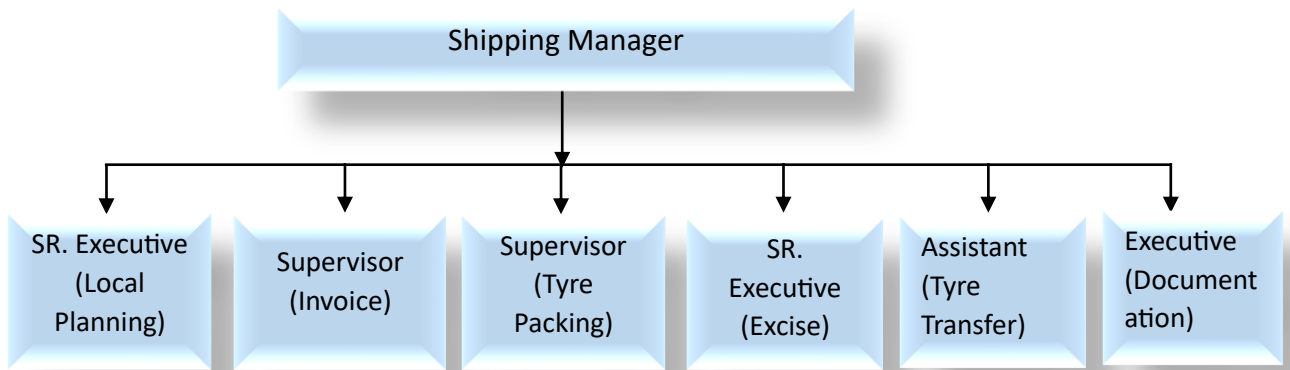 Shipping Manager
SR. Executive
(Local
Planning)
Supervisor
(Invoice)
Supervisor
(Tyre
Packing)
SR.
Executive
(Excise)
Assistant
(Tyre
Transfer)
Executive
(Document
ation)